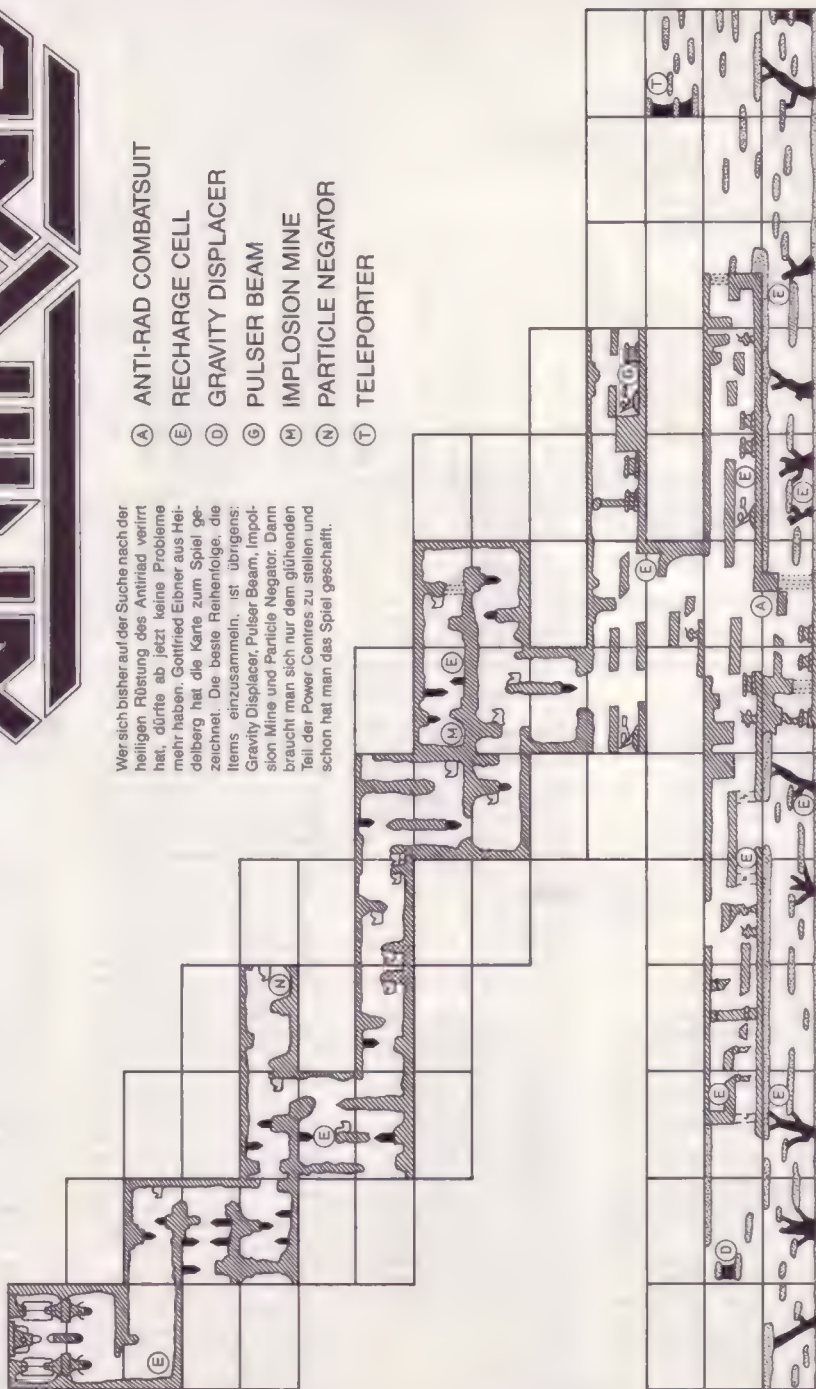 Wer sich bisher auf der Suche nach der
heiligen Rüstung des Antiriad verirrt
hat, dürfte ab jetzt keine Probleme
mehr haben. Gottfried Eibner aus Hei-
delberg hat die Karte zum Spiel ge-
zeichnet. Die beste Reihenfolge, die
Items einzusammeln, ist übrigens:
Gravity Displacer, Pulser Beam, Implo-
sion Mine und Particle Negator. Dann
braucht man sich nur dem glühenden
Teil der Power Centres zu stellen und
schon hat man das Spiel geschafft.
A ANTI-RAD COMBATSUIT
E RECHARGE CELL
D GRAVITY DISPLACER
G PULSER BEAM
M IMPLOSION MINE
N PARTICLE NEGATOR
T TELEPORTER
E
N
E
M E
G
E
T
D E E E
A
E E E E